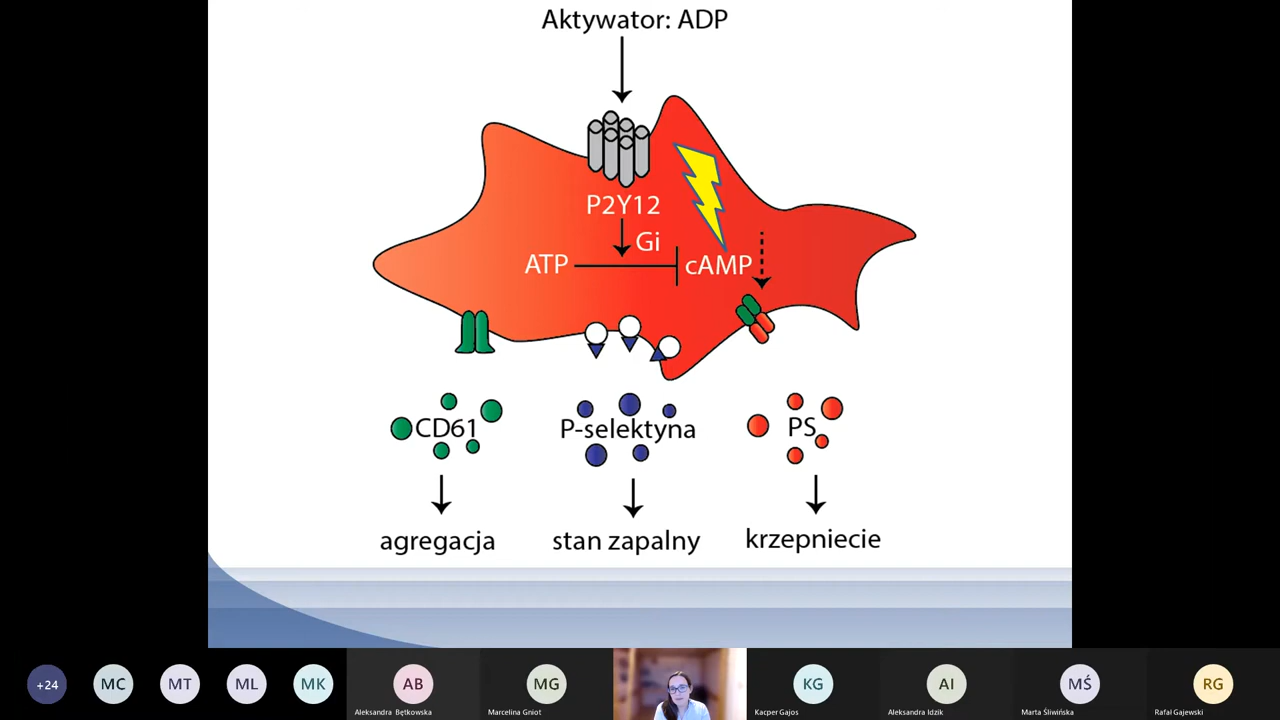 Aktywator: ADP
P2Y12
Gi
ATP
cAMP
CD61
P-selektyna
PS
agregacja
stan zapalny
krzepniecie
+24
MC
MT
ML
MK
AB
MG
KG
AI
MŚ
RG
Aleksandra Bętkowska
Marcelina Gniot
Kacper Gajos
Aleksandra Idzik
Marta Śliwińska
Rafał Gajewski